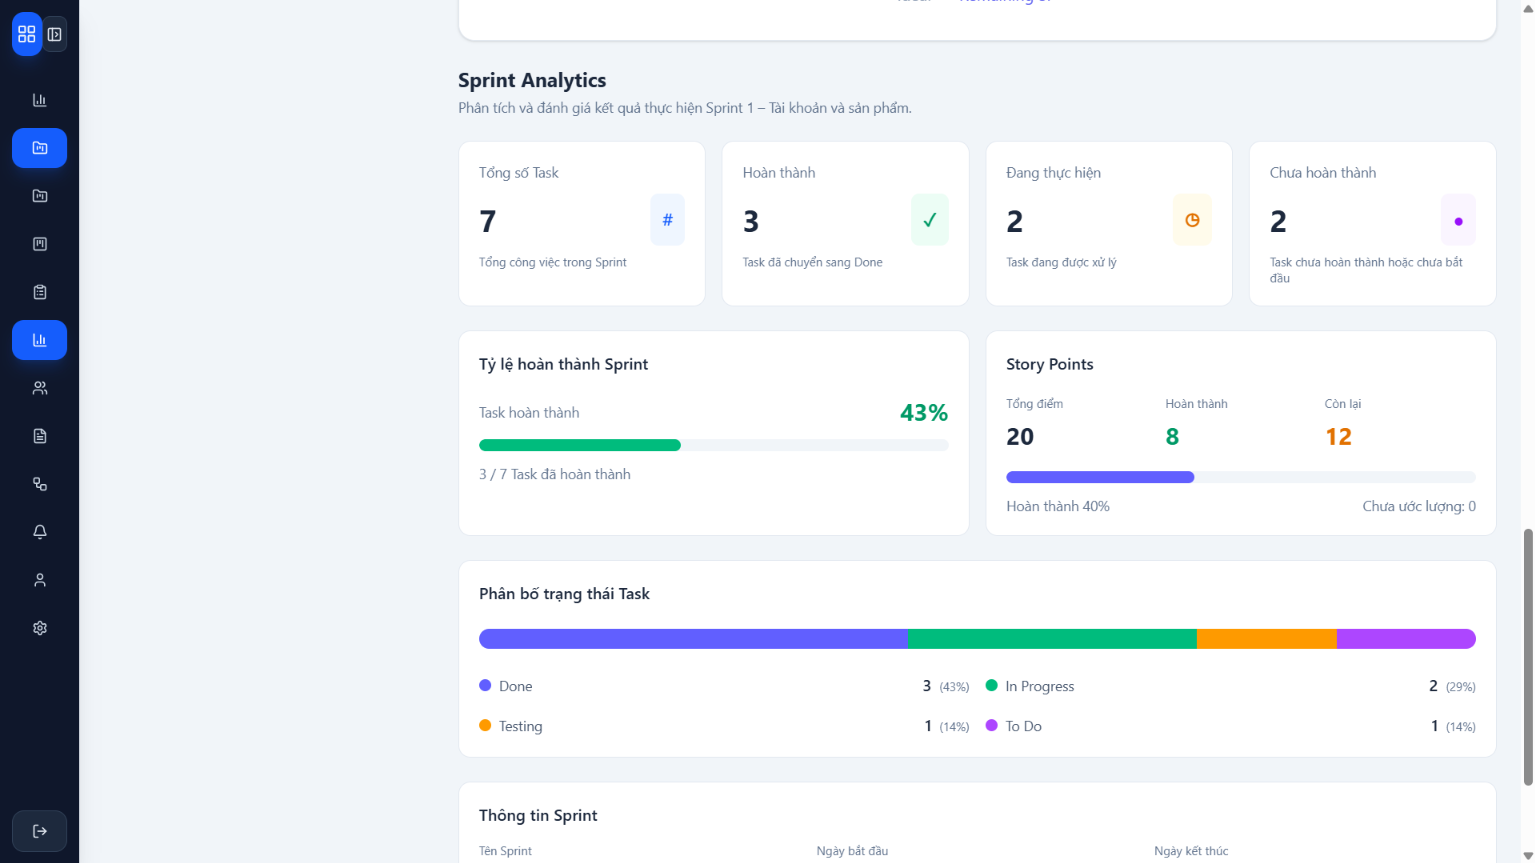 Sprint Analytics
Phân tích và đánh giá kết quả thực hiện Sprint 1 – Tài khoản và sản phẩm.
Tổng số Task
7
#
Tổng công việc trong Sprint
Hoàn thành
3
✓
Task đã chuyển sang Done
Đang thực hiện
2
Task đang được xử lý
Chưa hoàn thành
2
Task chưa hoàn thành hoặc chưa bắt
đầu
Tỷ lệ hoàn thành Sprint
Task hoàn thành 43%
3 / 7 Task đã hoàn thành
Story Points
Tổng điểm Hoàn thành Còn lại
20 8 12
Hoàn thành 40% Chưa ước lượng: 0
Phân bố trạng thái Task
Done 3 (43%)
In Progress 2 (29%)
Testing 1 (14%)
To Do 1 (14%)
Thông tin Sprint
Tên Sprint Ngày bắt đầu Ngày kết thúc